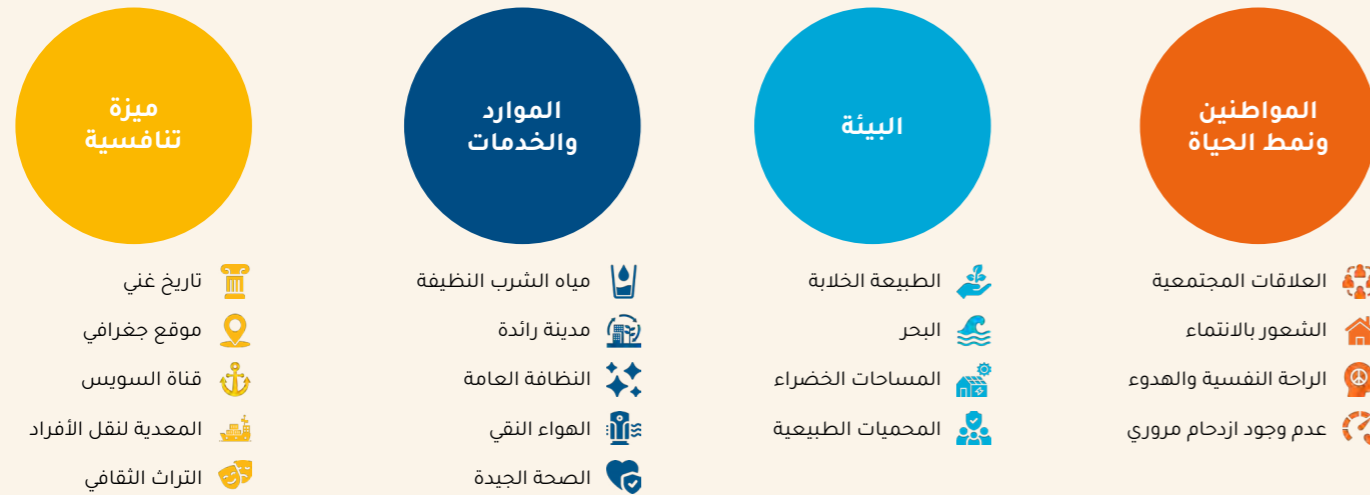 المواطنين
ونمط الحياة
العلاقات المجتمعية
الشعور بالانتماء
الراحة النفسية والهدوء
عدم وجود ازدحام مروري
البيئة
الطبيعة الخلابة
البحر
المساحات الخضراء
المحميات الطبيعية
الموارد
والخدمات
مياه الشرب النظيفة
مدينة رائدة
النظافة العامة
الهواء النقي
الصحة الجيدة
ميزة
تنافسية
تاريخ غني
موقع جغرافي
قناة السويس
المعدية لنقل الأفراد
التراث الثقافي